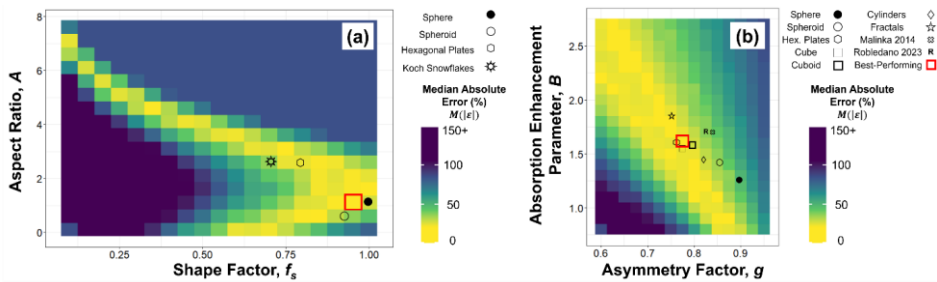 (a)
Aspect Ratio, A
8
6
4
2
0
0.25
0.50
0.75
1.00
Shape Factor, fs
Sphere
Spheroid
Hexagonal Plates
Koch Snowflakes
Median Absolute
Error (%)
M(|ε|)
150+
100
50
0
(b)
Absorption Enhancement
Parameter, B
2.5
2.0
1.5
1.0
R
0.6
0.7
0.8
0.9
Asymmetry Factor, g
Sphere
Spheroid
Hex. Plates
Cube
Cuboid
Cylinders
Fractals
Malinka 2014
Robledano 2023 R
Best-Performing
Median Absolute
Error (%)
M(|ε|)
150+
100
50
0